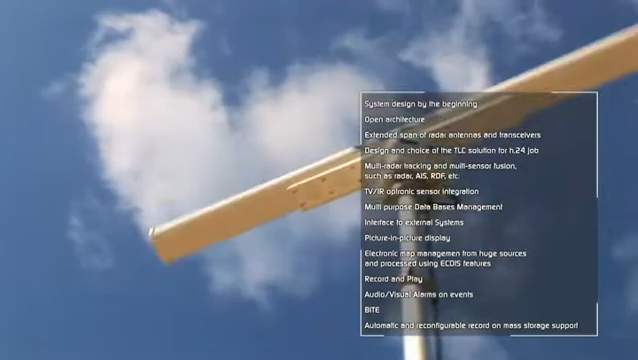 System design by the beginning
Open architecture
Extended span of radar antennas and transceivers
Design and choice of the TLC solution for h.24 job
Multi-radar tracking and multi-sensor fusion,
such as radar, AIS, RDF, etc.
TV/IR optronic sensor integration
Multi purpose Data Bases Management
Interface to external Systems
Picture-in-picture display
Electronic map managemen from huge sources
and processed using ECDIS features
Record and Play
Audio/Visual Alarms on events
BITE
Automatic and reconfigurable record on mass storage support